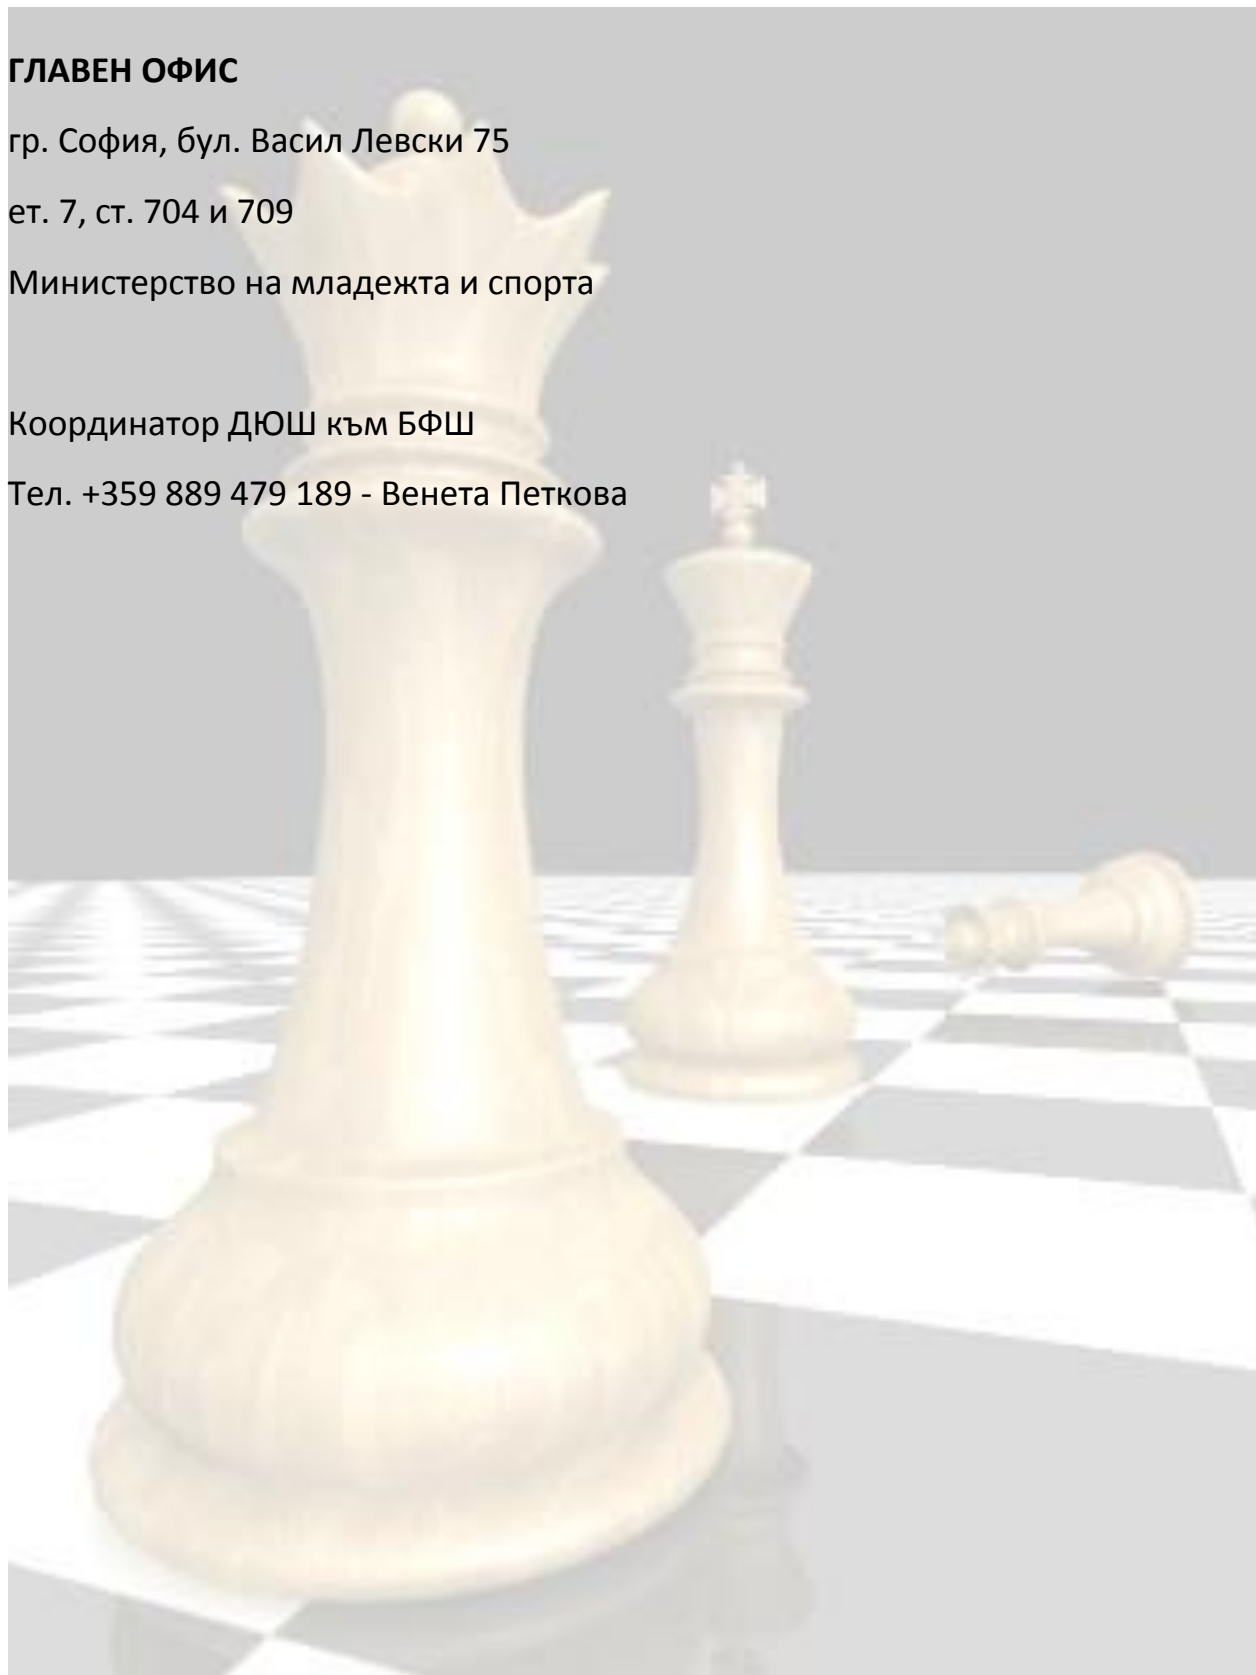 ГЛАВЕН ОФИС
гр. София, бул. Васил Левски 75
ет. 7, ст. 704 и 709
Министерство на младежта и спорта
Координатор ДЮШ към БФШ
Тел. +359 889 479 189 - Венета Петкова